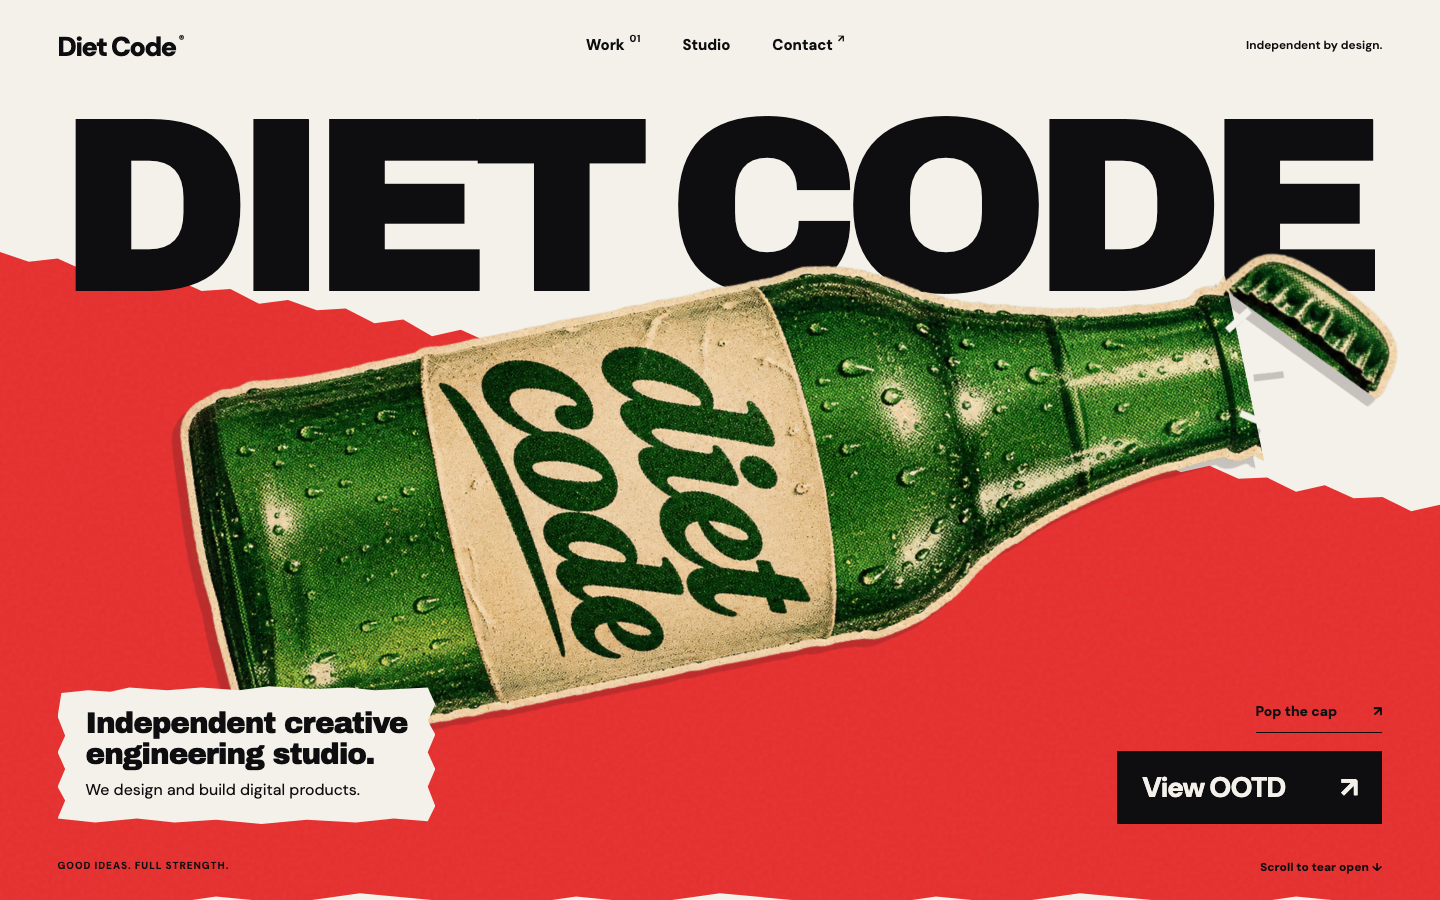 Diet Code®
Work 01
Studio
Contact ↗
Independent by design.
DIET CODE
diet
code
Independent creative
engineering studio.
We design and build digital products.
Pop the cap ↗
View OOTD ↗
GOOD IDEAS. FULL STRENGTH.
Scroll to tear open ↓